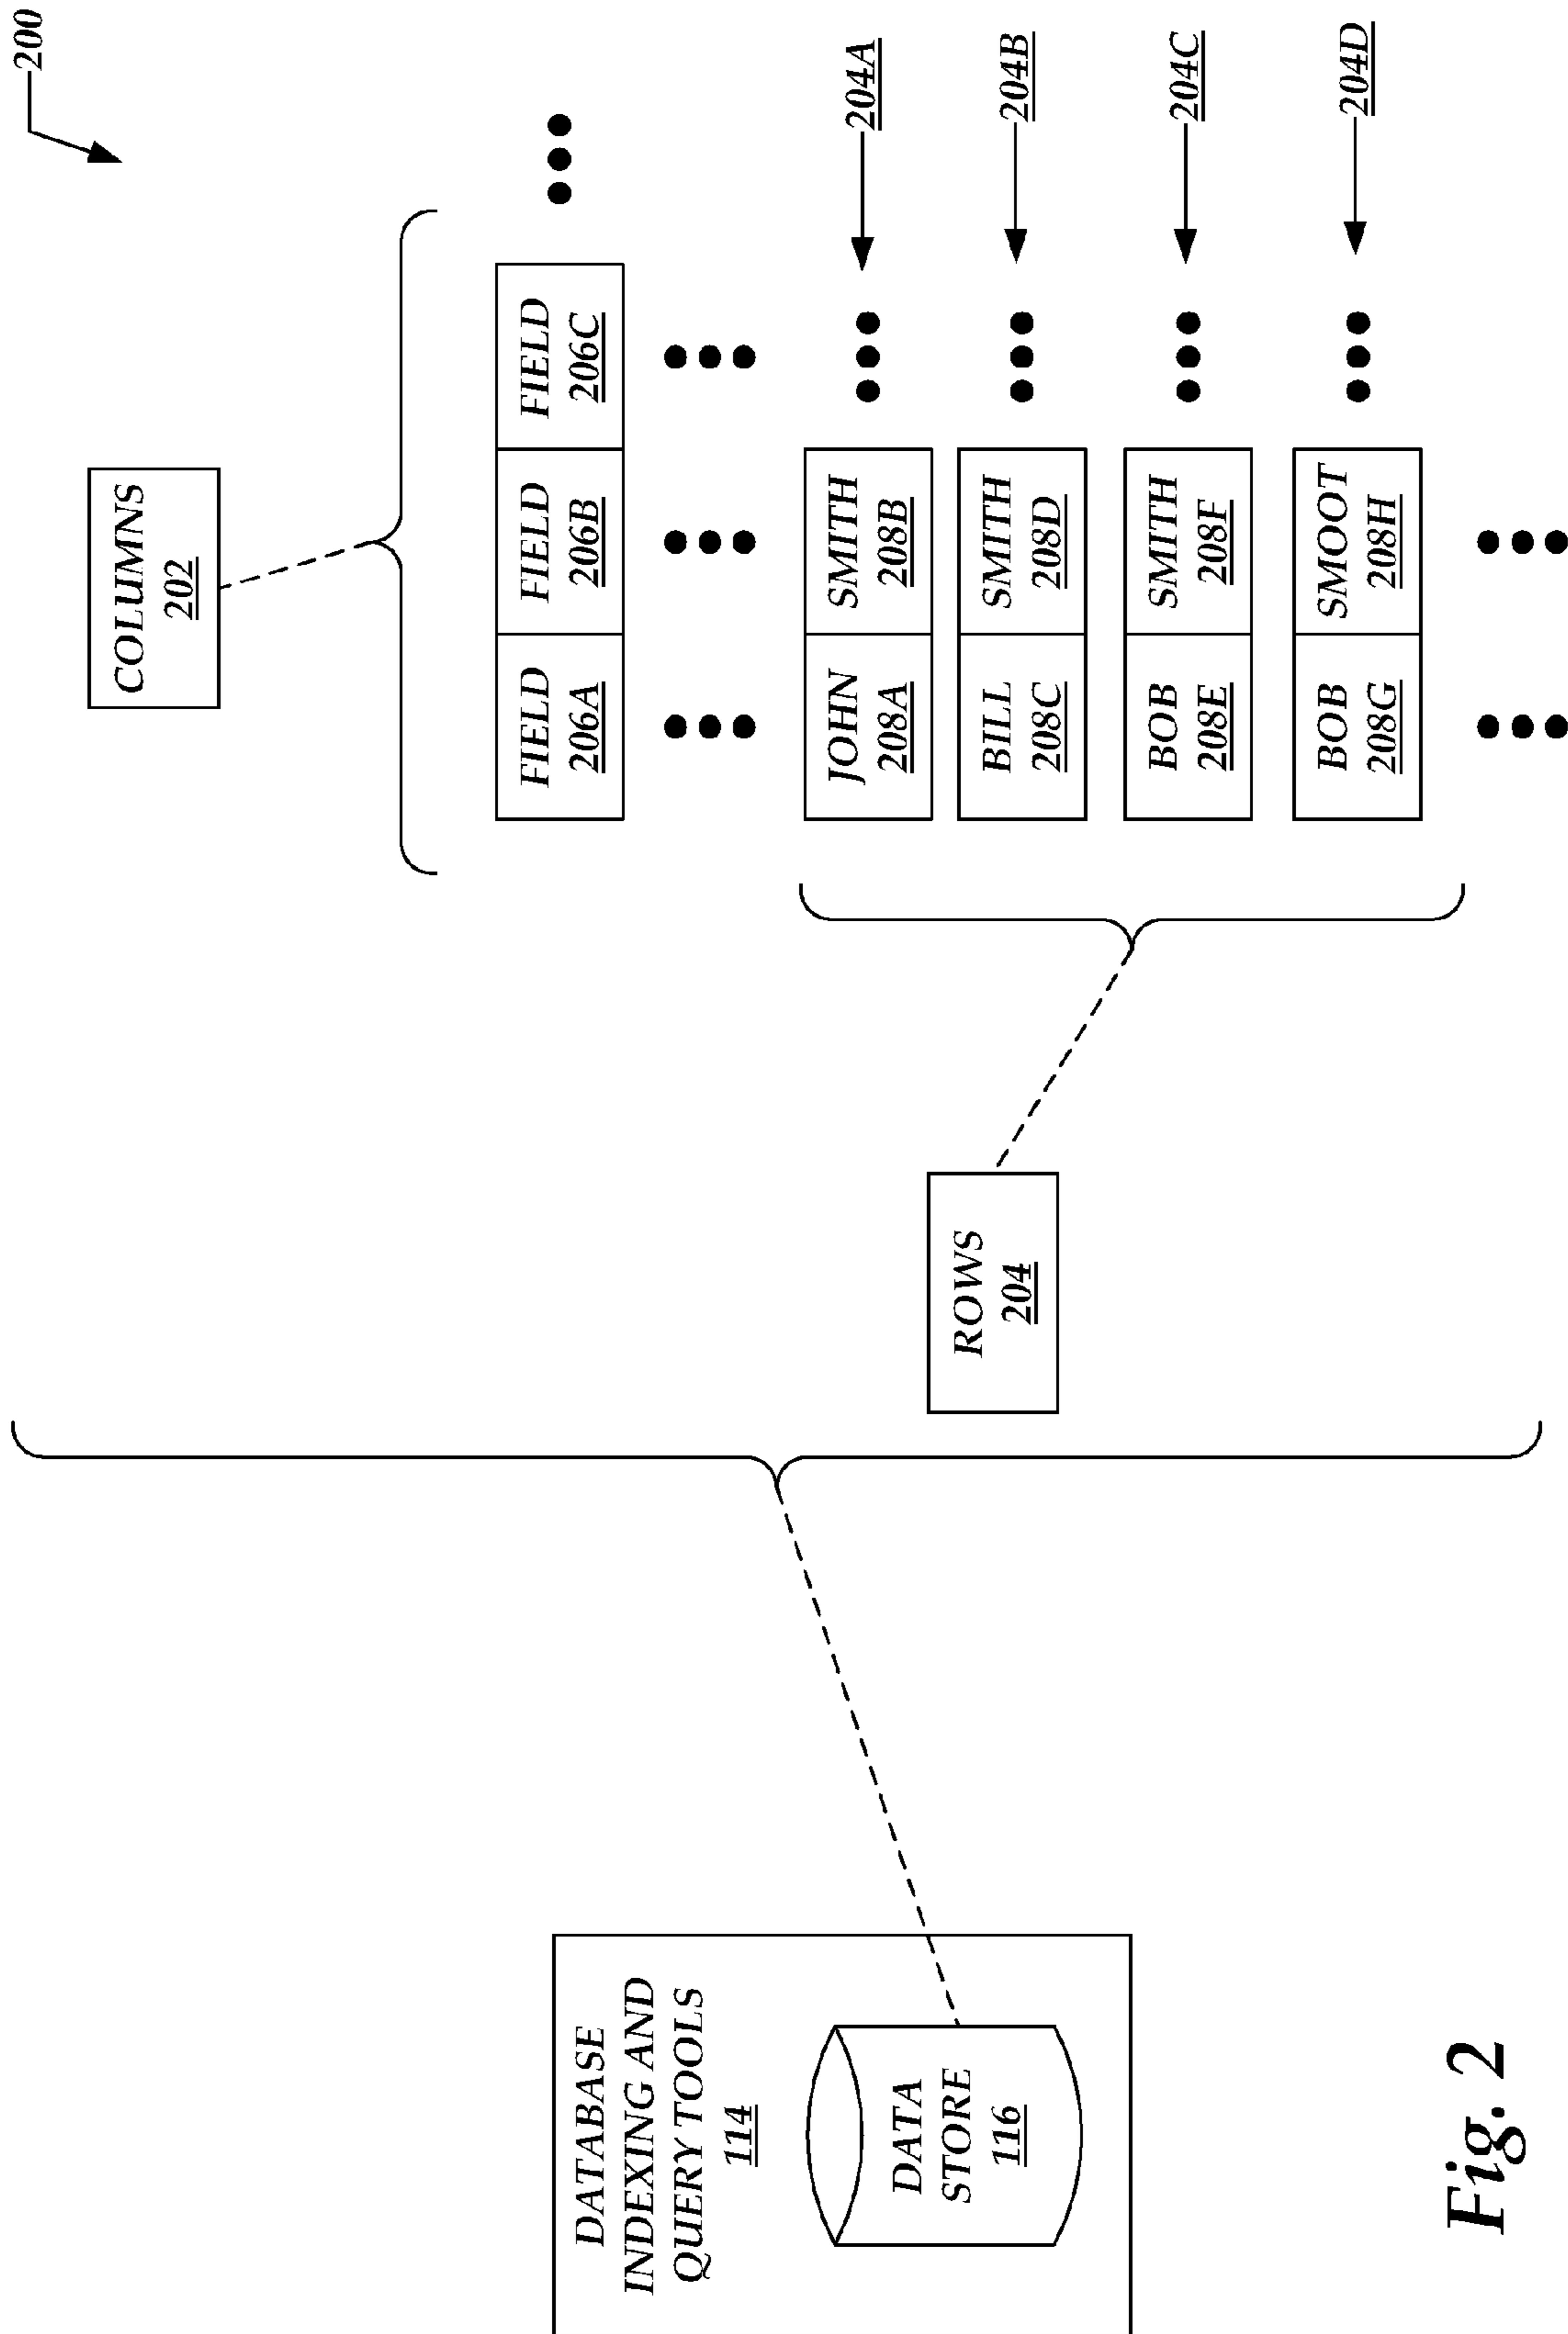 200
COLUMNS
202
FIELD
206A
FIELD
206B
FIELD
206C
DATABASE
INDEXING AND
QUERY TOOLS
114
DATA
STORE
116
ROWS
204
JOHN
208A
SMITH
208B
204A
BILL
208C
SMITH
208D
204B
BOB
208E
SMITH
208F
204C
BOB
208G
SMOOT
208H
204D
Fig. 2